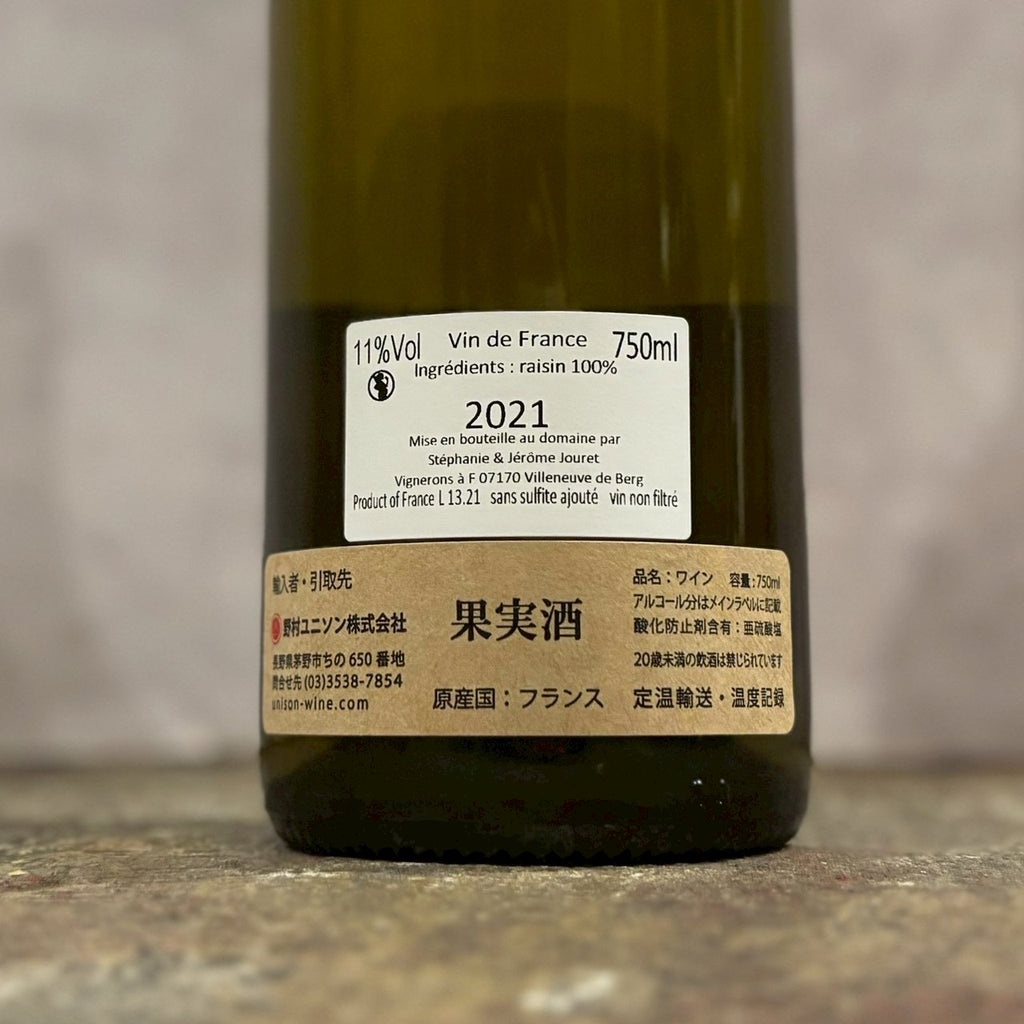 11%Vol Vin de France 750ml
Ingrédients : raisin 100%
2021
Mise en bouteille au domaine par
Stéphanie & Jérôme Jouret
Vignerons à F 07170 Villeneuve de Berg
Product of France L 13.21 sans sulfite ajouté vin non filtré
輸入者・引取先
野村ユニソン株式会社
長野県茅野市ちの650番地
問合せ先 (03)3538-7854
unison-wine.com
果実酒
原産国：フランス
品名：ワイン 容量：750ml
アルコール分はメインラベルに記載
酸化防止剤含有：亜硫酸塩
20歳未満の飲酒は禁じられています
定温輸送・温度記録